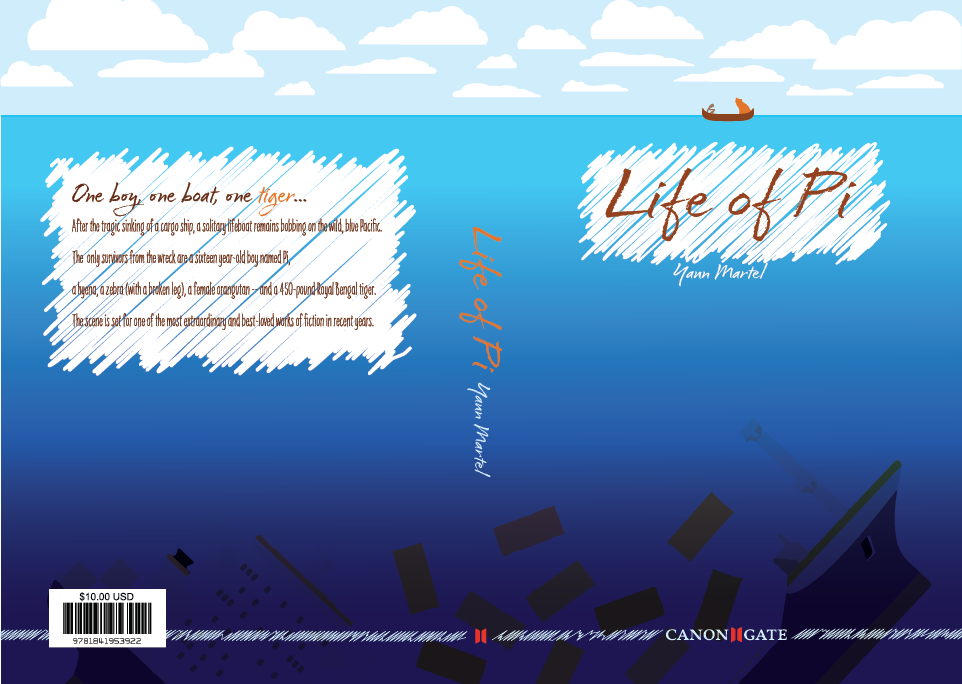 One boy, one boat, one tiger...
After the tragic sinking of a cargo ship, a solitary lifeboat remains bobbing on the wild, blue Pacific.
The only survivors from the wreck are a sixteen year-old boy named Pi,
a hyena, a zebra (with a broken leg), a female orangutan – and a 450-pound Royal Bengal tiger.
The scene is set for one of the most extraordinary and best-loved works of fiction in recent years.
$10.00 USD
9781841953922
Life of Pi
Yann Martel
Life of Pi
Yann Martel
CANONGATE